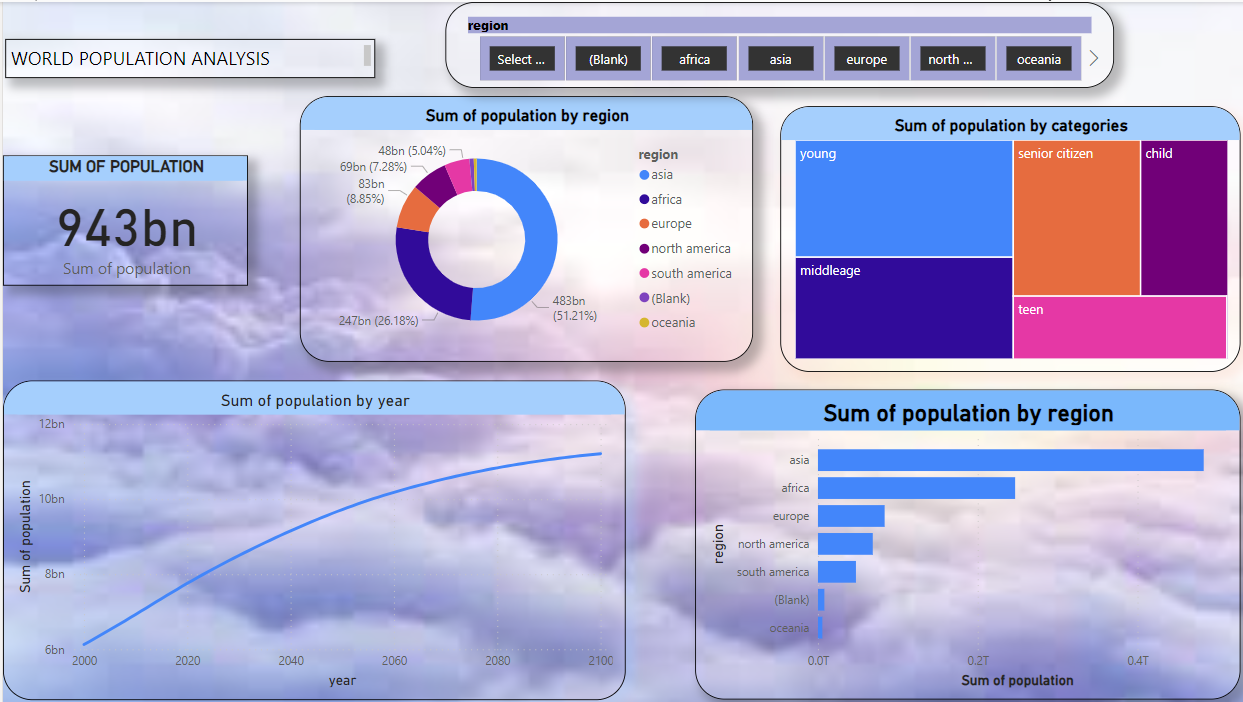 WORLD POPULATION ANALYSIS
region
Select ...
(Blank)
africa
asia
europe
north ...
oceania
SUM OF POPULATION
943bn
Sum of population
Sum of population by region
48bn (5.04%)
69bn (7.28%)
83bn
(8.85%)
247bn (26.18%)
483bn
(51.21%)
region
asia
africa
europe
north america
south america
(Blank)
oceania
Sum of population by categories
young
senior citizen
child
middleage
teen
Sum of population by year
Sum of population
12bn
10bn
8bn
6bn
2000
2020
2040
2060
2080
2100
year
Sum of population by region
region
asia
africa
europe
north america
south america
(Blank)
oceania
0.0T
0.2T
0.4T
Sum of population